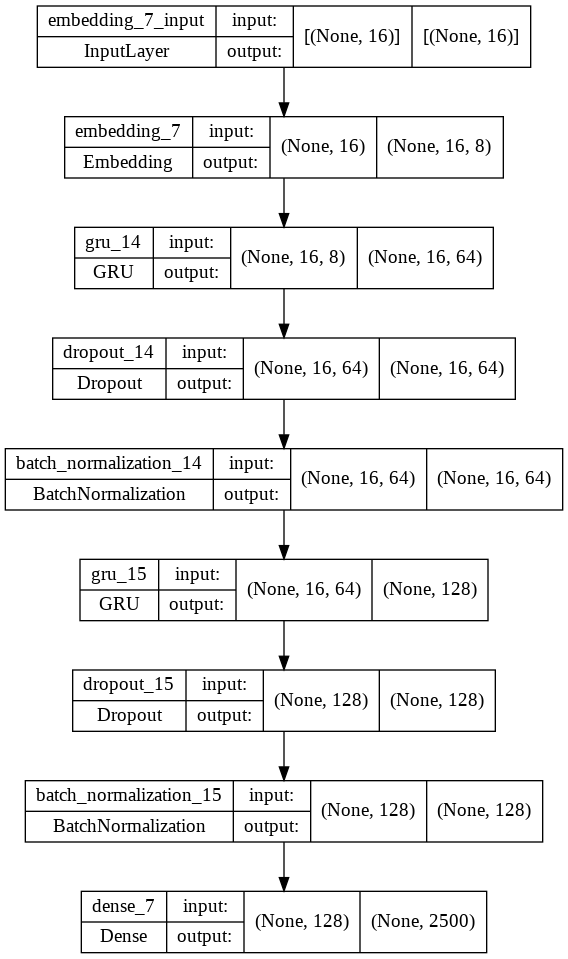 embedding_7_input input: [(None, 16)] [(None, 16)]
InputLayer output:
embedding_7 input: (None, 16) (None, 16, 8)
Embedding output:
gru_14 input: (None, 16, 8) (None, 16, 64)
GRU output:
dropout_14 input: (None, 16, 64) (None, 16, 64)
Dropout output:
batch_normalization_14 input: (None, 16, 64) (None, 16, 64)
BatchNormalization output:
gru_15 input: (None, 16, 64) (None, 128)
GRU output:
dropout_15 input: (None, 128) (None, 128)
Dropout output:
batch_normalization_15 input: (None, 128) (None, 128)
BatchNormalization output:
dense_7 input: (None, 128) (None, 2500)
Dense output: